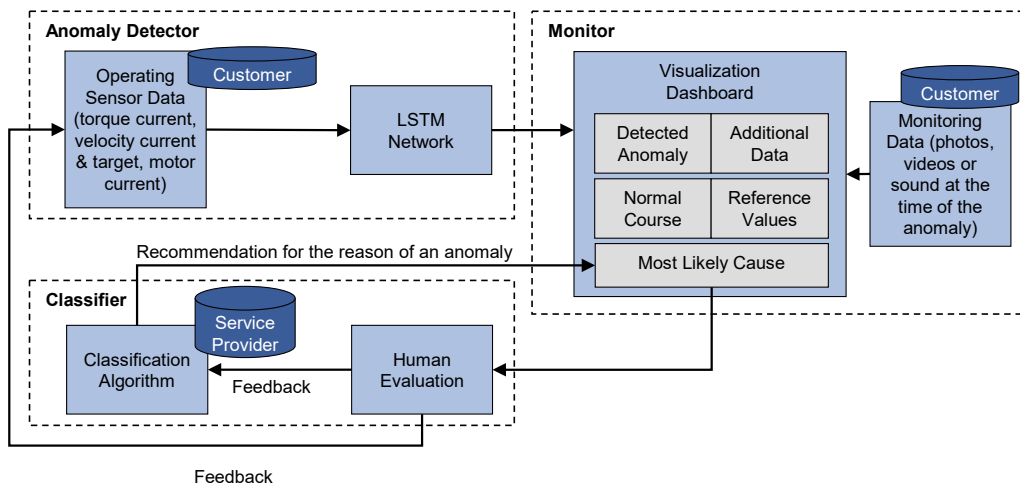 Anomaly Detector
Customer
Operating
Sensor Data
(torque current,
velocity current
& target, motor
current)
LSTM
Network
Monitor
Visualization
Dashboard
Detected
Anomaly
Additional
Data
Normal
Course
Reference
Values
Most Likely Cause
Customer
Monitoring
Data (photos,
videos or
sound at the
time of the
anomaly)
Recommendation for the reason of an anomaly
Classifier
Service
Provider
Classification
Algorithm
Feedback
Human
Evaluation
Feedback